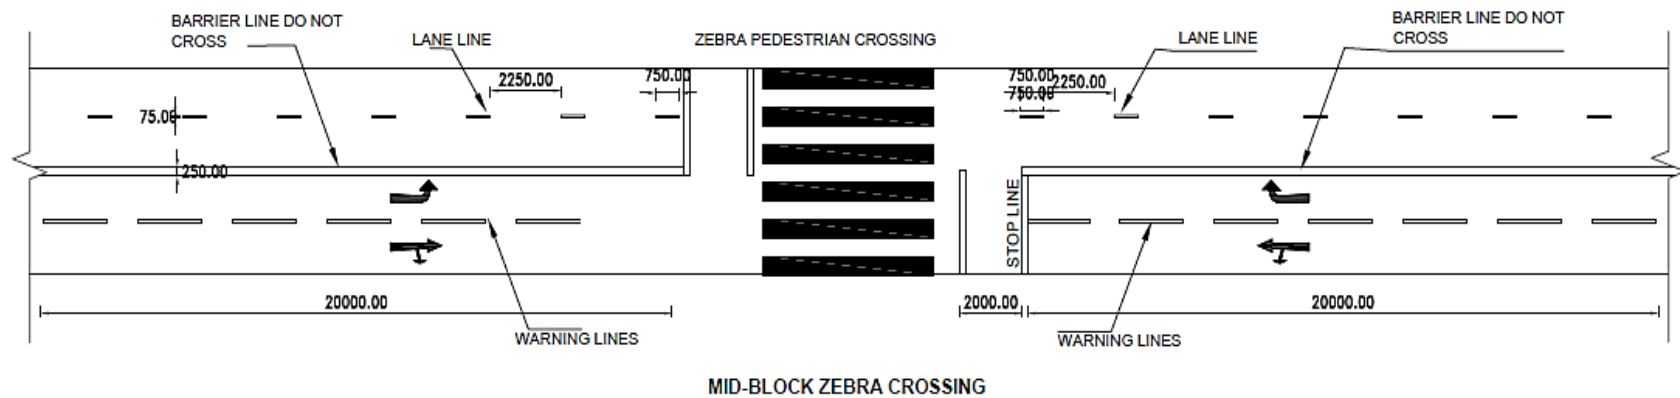 BARRIER LINE DO NOT
CROSS
LANE LINE
ZEBRA PEDESTRIAN CROSSING
LANE LINE
BARRIER LINE DO NOT
CROSS
2250.00
750.00
750.00
2250.00
750.00
75.00
250.00
STOP LINE
20000.00
2000.00
20000.00
WARNING LINES
WARNING LINES
MID-BLOCK ZEBRA CROSSING